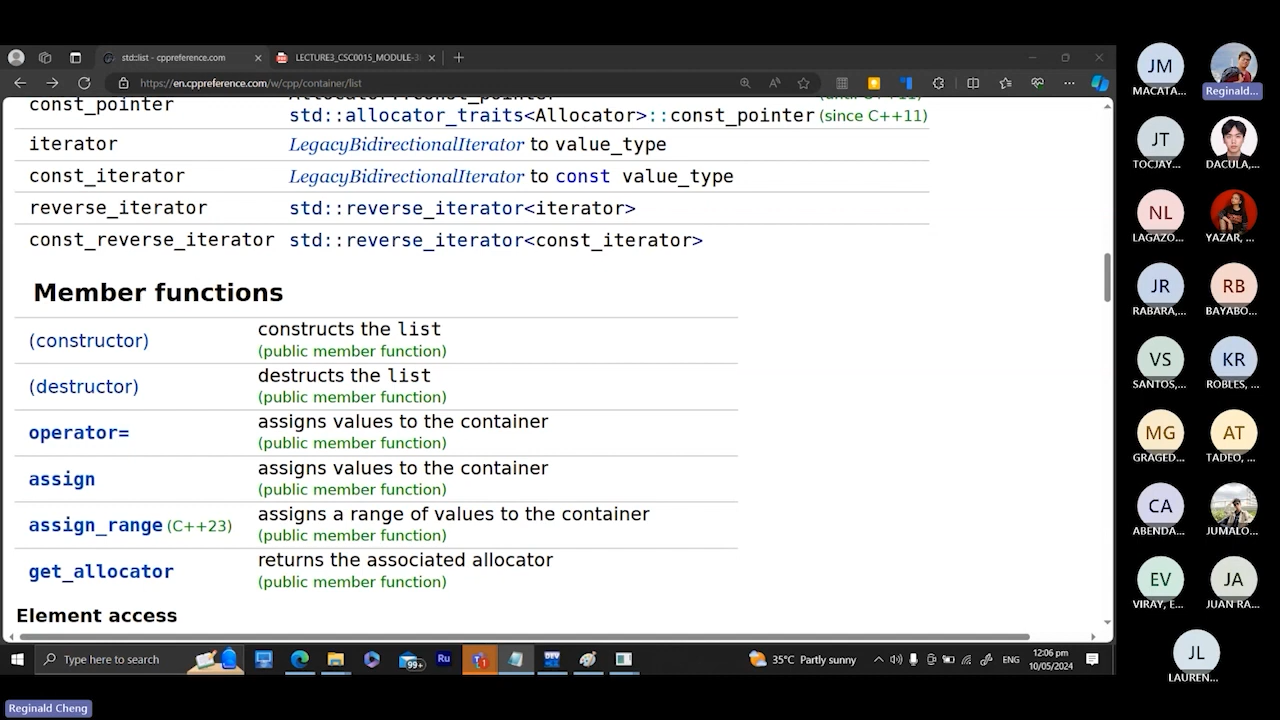 std::list - cppreference.com
LECTURE3_CSC0015_MODULE-3
https://en.cppreference.com/w/cpp/container/list
const_pointer
std::allocator_traits<Allocator>::const_pointer (since C++11)
iterator LegacyBidirectionalIterator to value_type
const_iterator LegacyBidirectionalIterator to const value_type
reverse_iterator std::reverse_iterator<iterator>
const_reverse_iterator std::reverse_iterator<const_iterator>
Member functions
(constructor) constructs the list
(public member function)
(destructor) destructs the list
(public member function)
operator= assigns values to the container
(public member function)
assign assigns values to the container
(public member function)
assign_range (C++23) assigns a range of values to the container
(public member function)
get_allocator returns the associated allocator
(public member function)
Element access
Type here to search
99+
Ru
1
DEV
35°C Partly sunny
ENG
12:06 pm
10/05/2024
JM
MACATA...
Reginald...
JT
TOCJAY...
DACULA,...
NL
LAGAZO...
YAZAR, ...
JR
RABARA,...
RB
BAYABO...
VS
SANTOS,...
KR
ROBLES, ...
MG
GRAGED...
AT
TADEO, ...
CA
ABENDA...
JUMALO...
EV
VIRAY, E...
JA
JUAN RA...
JL
LAUREN...
Reginald Cheng